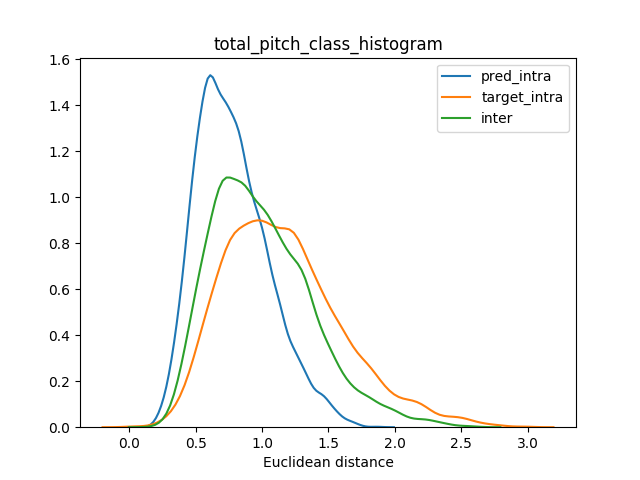 total_pitch_class_histogram
pred_intra
target_intra
inter
1.6
1.4
1.2
1.0
0.8
0.6
0.4
0.2
0.0
0.0 0.5 1.0 1.5 2.0 2.5 3.0
Euclidean distance